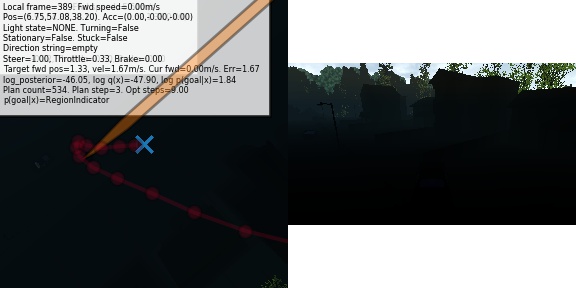 Local frame=389. Fwd speed=0.00m/s
Pos=(6.75,57.08,38.20). Acc=(0.00,-0.00,-0.00)
Light state=NONE. Turning=False
Stationary=False. Stuck=False
Direction string=empty
Steer=1.00, Throttle=0.33, Brake=0.00
Target fwd pos=1.33, vel=1.67m/s. Cur fwd=0.00m/s. Err=1.67
log_posterior=-46.05, log q(x)=-47.90, log p(goal|x)=1.84
Plan count=534. Plan step=3. Opt steps=9.00
p(goal|x)=RegionIndicator